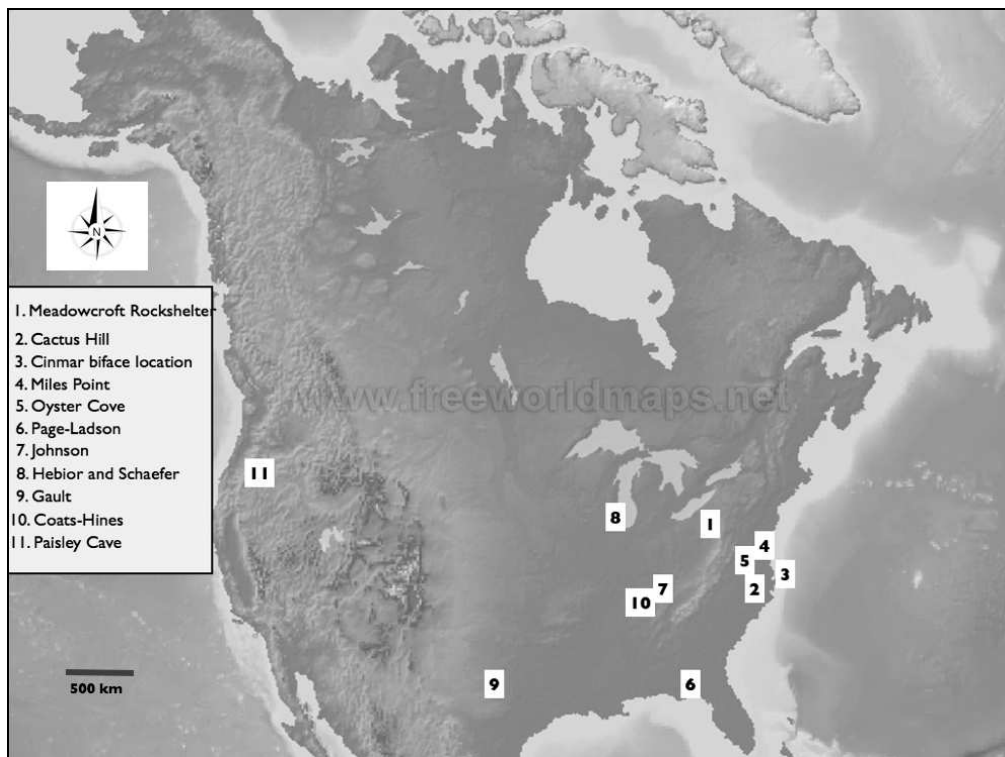 N
1. Meadowcroft Rockshelter
2. Cactus Hill
3. Cinmar biface location
4. Miles Point
5. Oyster Cove
6. Page-Ladson
7. Johnson
8. Hebior and Schaefer
9. Gault
10. Coats-Hines
11. Paisley Cave
www.freeworldmaps.net
11
8
1
4
5
3
2
7
10
9
6
500 km